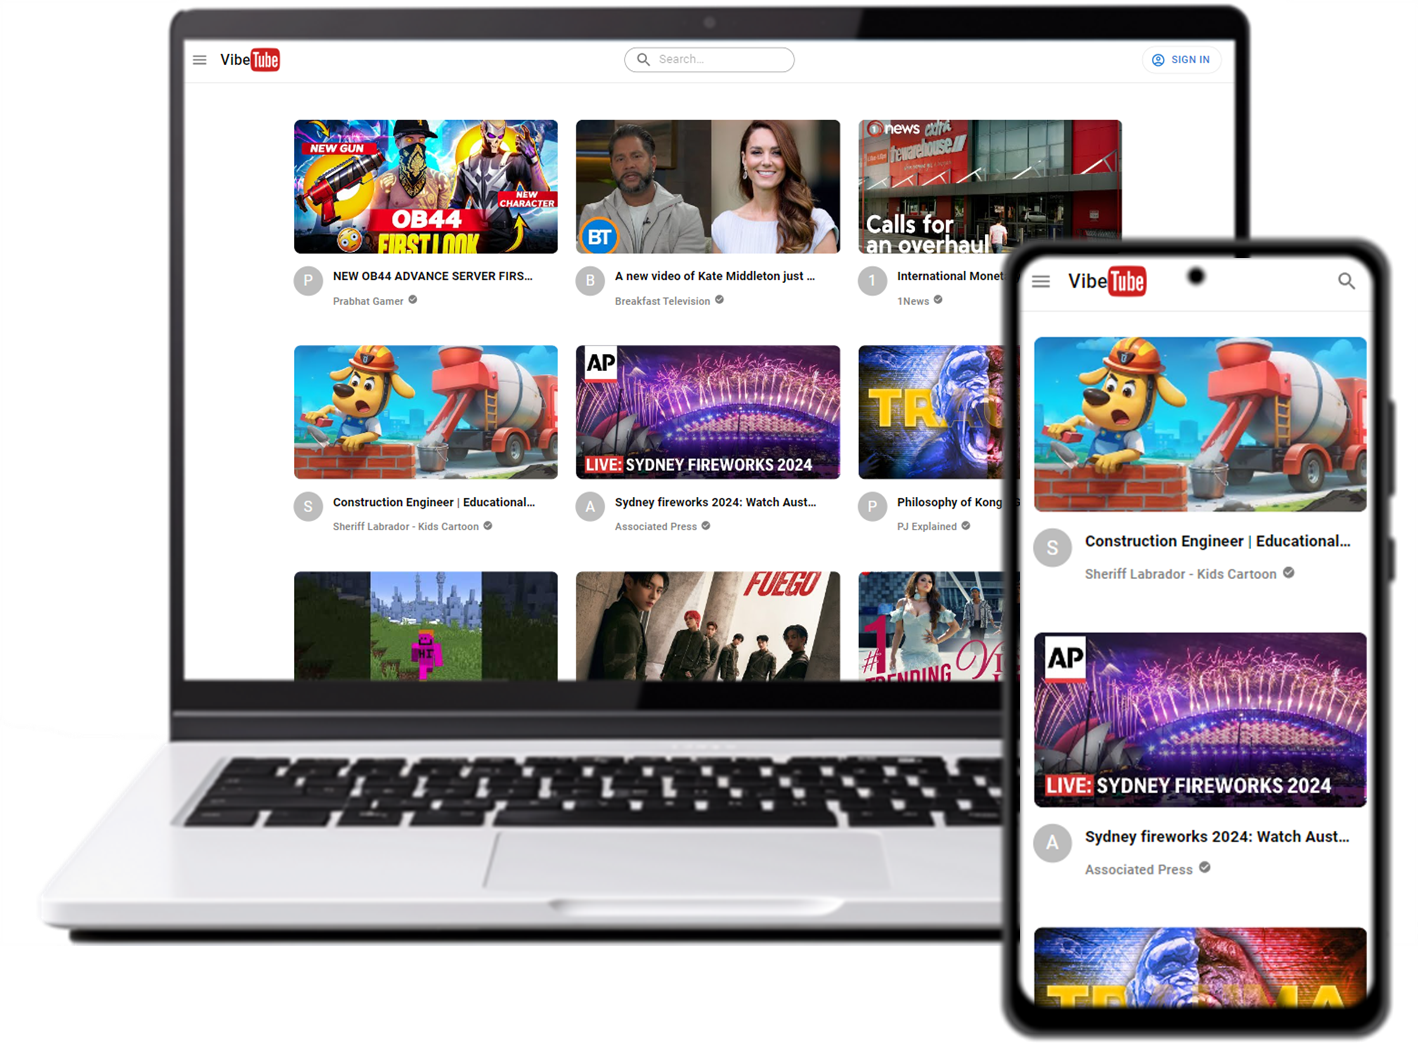 VibeTube
Search...
SIGN IN
NEW GUN
NEW
CHARACTER
OB44
FIRST LOOK
BT
1news
extra
Calls for
an overhaul
P
NEW OB44 ADVANCE SERVER FIRS...
Prabhat Gamer
B
A new video of Kate Middleton just ...
Breakfast Television
1
International Monet
1News
AP
LIVE: SYDNEY FIREWORKS 2024
TRA
S
Construction Engineer | Educational...
Sheriff Labrador - Kids Cartoon
A
Sydney fireworks 2024: Watch Aust...
Associated Press
P
Philosophy of Kong
PJ Explained
FUEGO
#1
TRENDING
VibeTube
S
Construction Engineer | Educational...
Sheriff Labrador - Kids Cartoon
AP
LIVE: SYDNEY FIREWORKS 2024
A
Sydney fireworks 2024: Watch Aust...
Associated Press